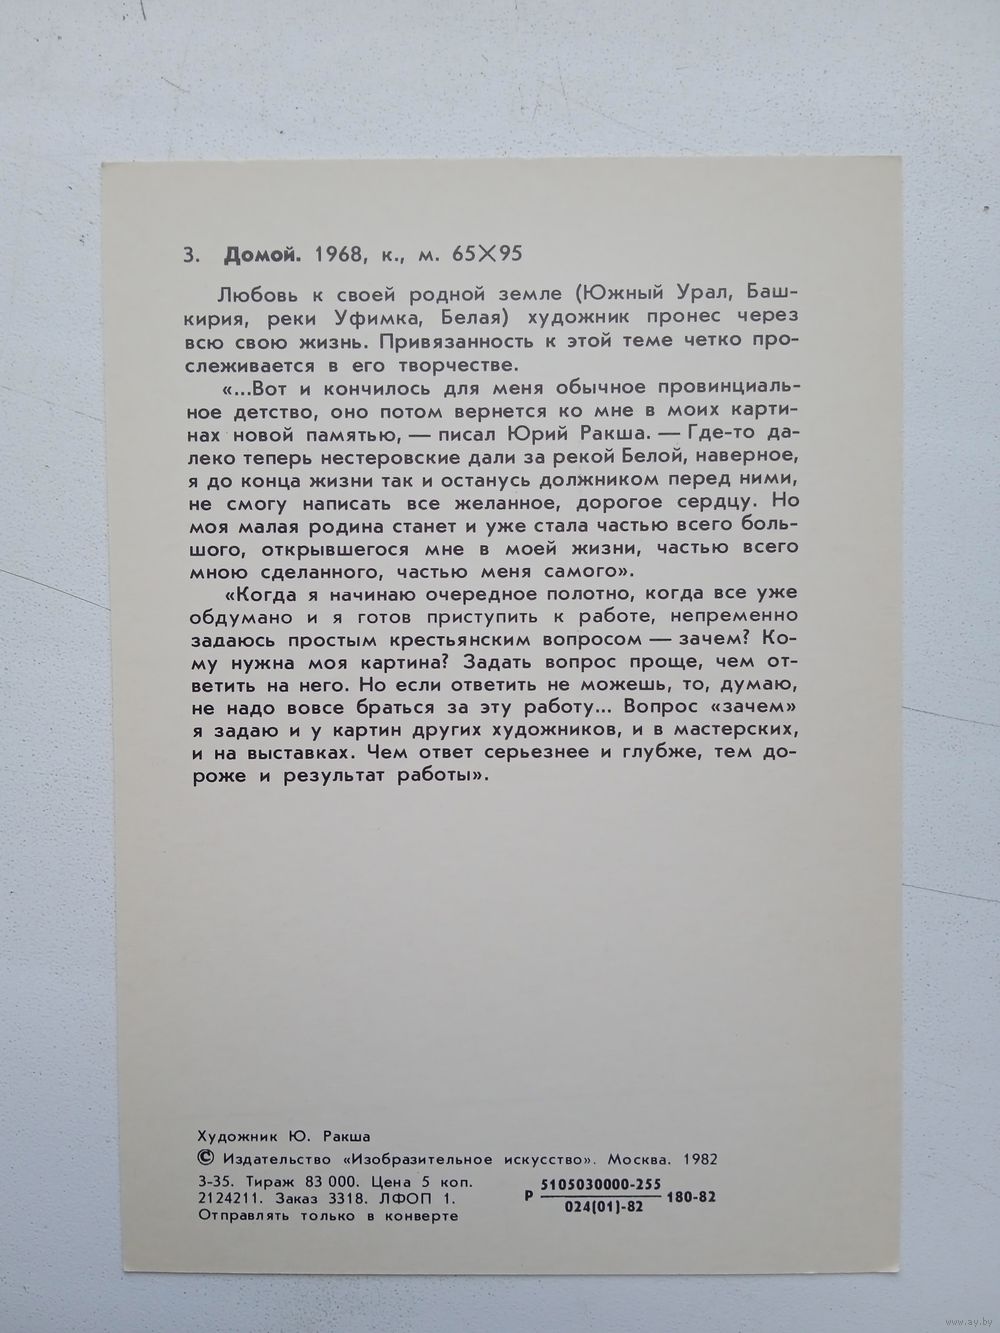 3. Домой. 1968, к., м. 65×95
Любовь к своей родной земле (Южный Урал, Баш-
кирия, реки Уфимка, Белая) художник пронес через
всю свою жизнь. Привязанность к этой теме четко про-
слеживается в его творчестве.
«...Вот и кончилось для меня обычное провинциаль-
ное детство, оно потом вернется ко мне в моих карти-
нах новой памятью, — писал Юрий Ракша. — Где-то да-
леко теперь нестеровские дали за рекой Белой, наверное,
я до конца жизни так и останусь должником перед ними,
не смогу написать все желанное, дорогое сердцу. Но
моя малая родина станет и уже стала частью всего боль-
шого, открывшегося мне в моей жизни, частью всего
мною сделанного, частью меня самого».
«Когда я начинаю очередное полотно, когда все уже
обдумано и я готов приступить к работе, непременно
задаюсь простым крестьянским вопросом — зачем? Ко-
му нужна моя картина? Задать вопрос проще, чем от-
ветить на него. Но если ответить не можешь, то, думаю,
не надо вовсе браться за эту работу... Вопрос «зачем»
я задаю и у картин других художников, и в мастерских,
и на выставках. Чем ответ серьезнее и глубже, тем до-
роже и результат работы».
Художник Ю. Ракша
© Издательство «Изобразительное искусство». Москва. 1982
3-35. Тираж 83 000. Цена 5 коп.
2124211. Заказ 3318. ЛФОП 1.
Отправлять только в конверте
5105030000-255
Р 180-82
024(01)-82
www.ay.by